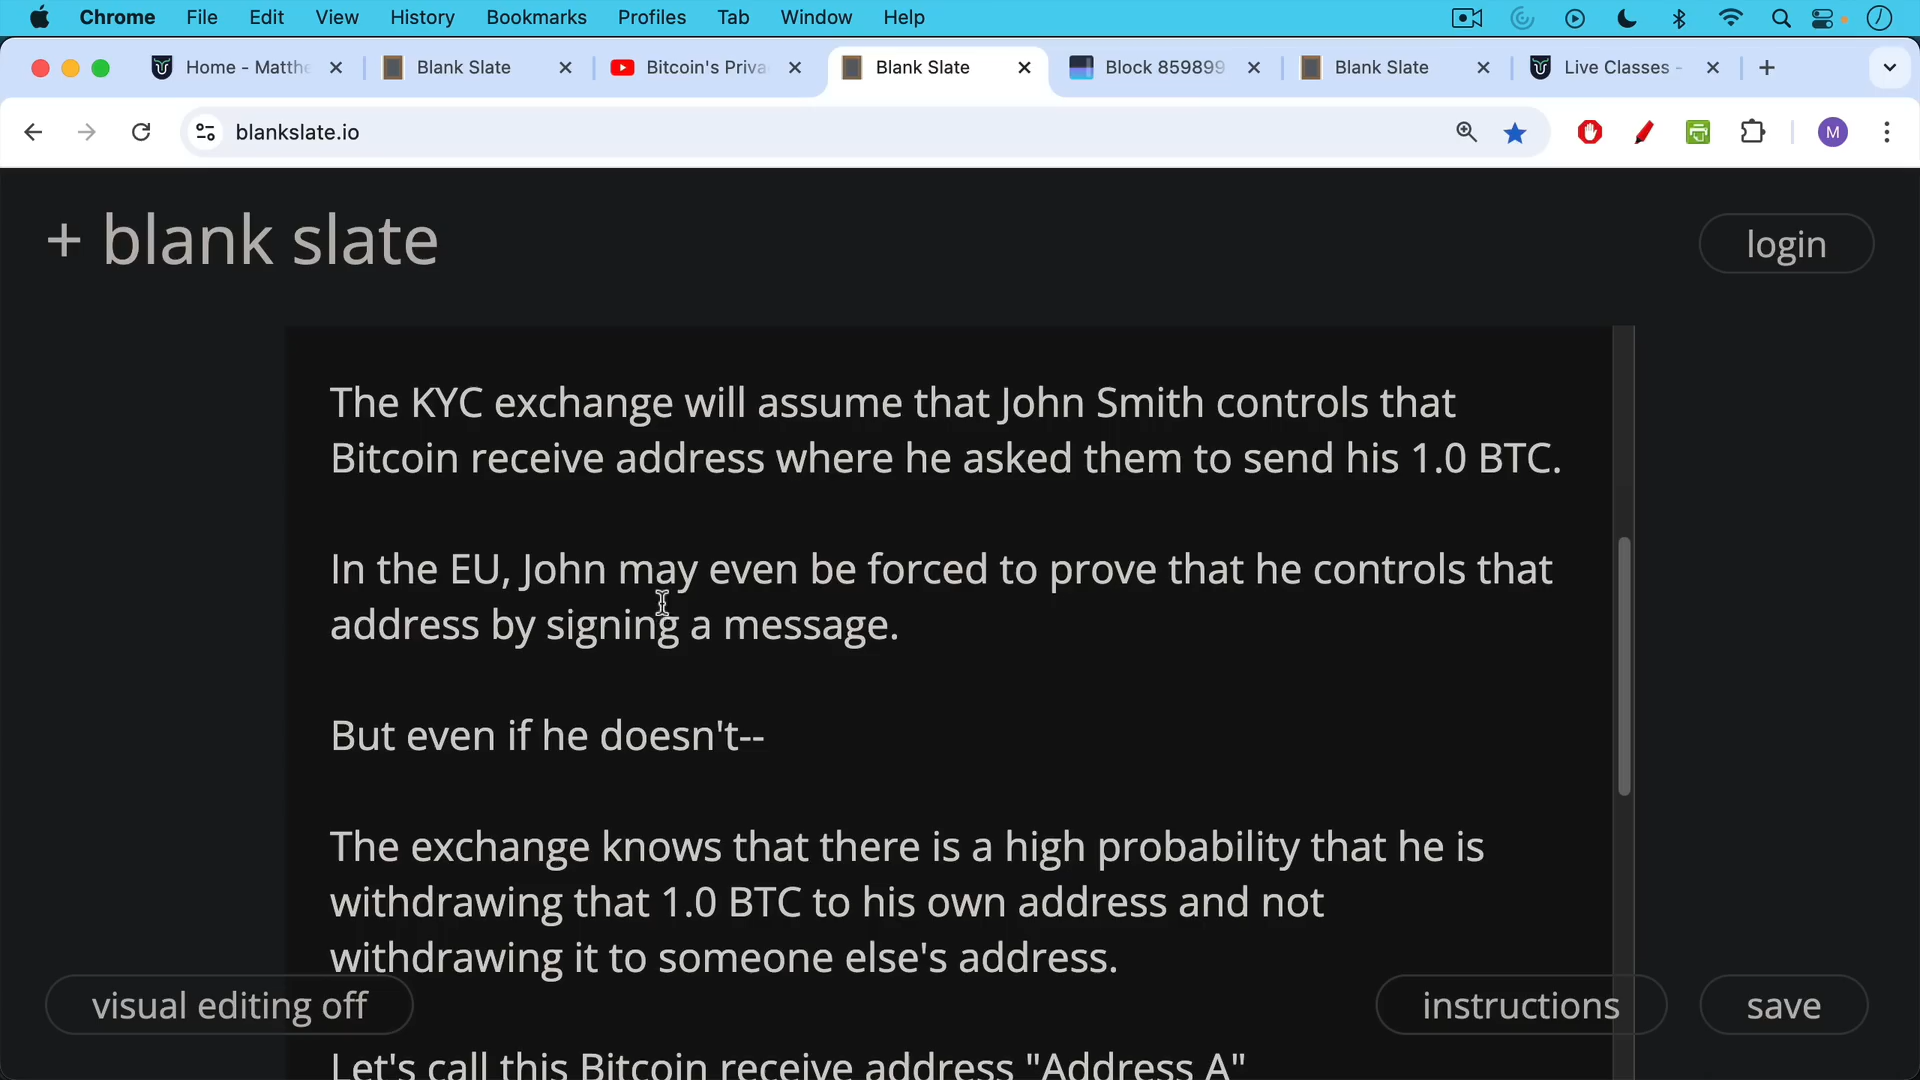 Chrome File Edit View History Bookmarks Profiles Tab Window Help
Home - Matthe Blank Slate Bitcoin's Priva Blank Slate Block 859899 Blank Slate Live Classes -
blankslate.io M
+ blank slate
login
The KYC exchange will assume that John Smith controls that
Bitcoin receive address where he asked them to send his 1.0 BTC.
In the EU, John may even be forced to prove that he controls that
address by signing a message.
But even if he doesn't--
The exchange knows that there is a high probability that he is
withdrawing that 1.0 BTC to his own address and not
withdrawing it to someone else's address.
visual editing off
instructions
save
Let's call this Bitcoin receive address "Address A"